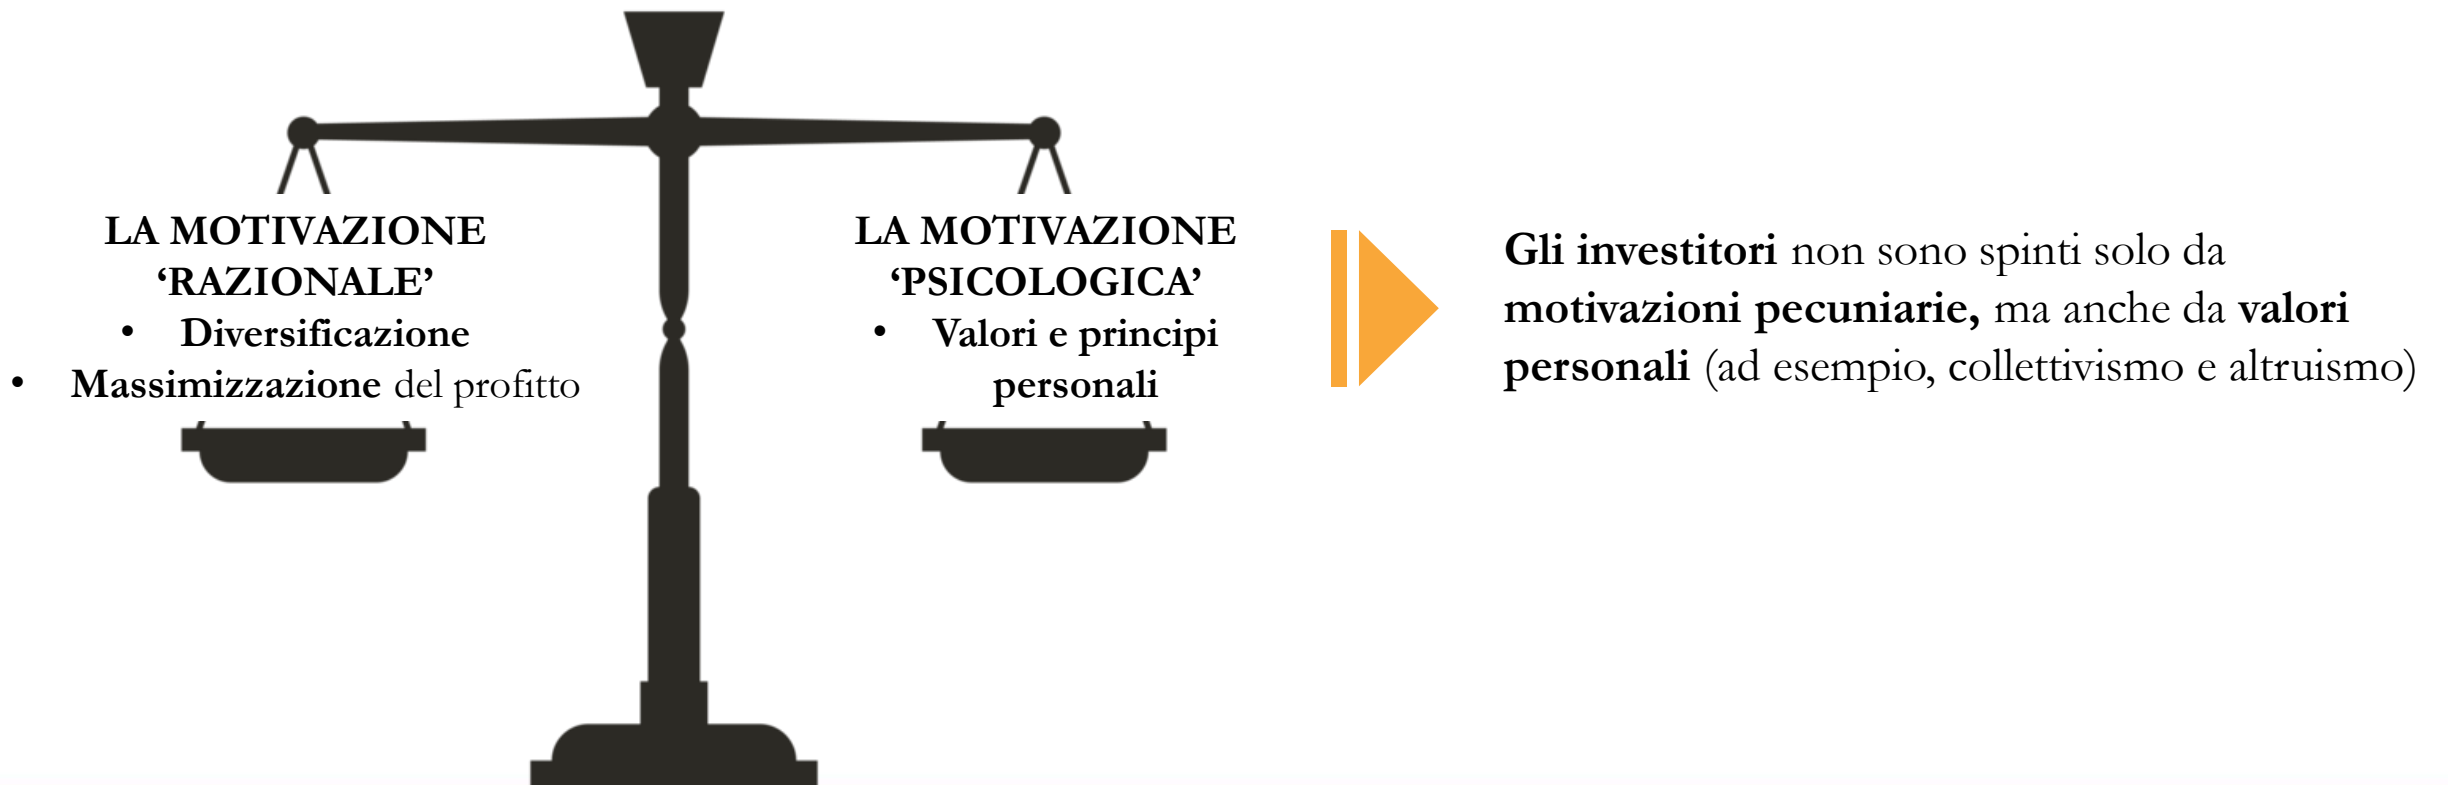 LA MOTIVAZIONE
‘RAZIONALE’
• Diversificazione
• Massimizzazione del profitto
LA MOTIVAZIONE
‘PSICOLOGICA’
• Valori e principi
personali
Gli investitori non sono spinti solo da
motivazioni pecuniarie, ma anche da valori
personali (ad esempio, collettivismo e altruismo)